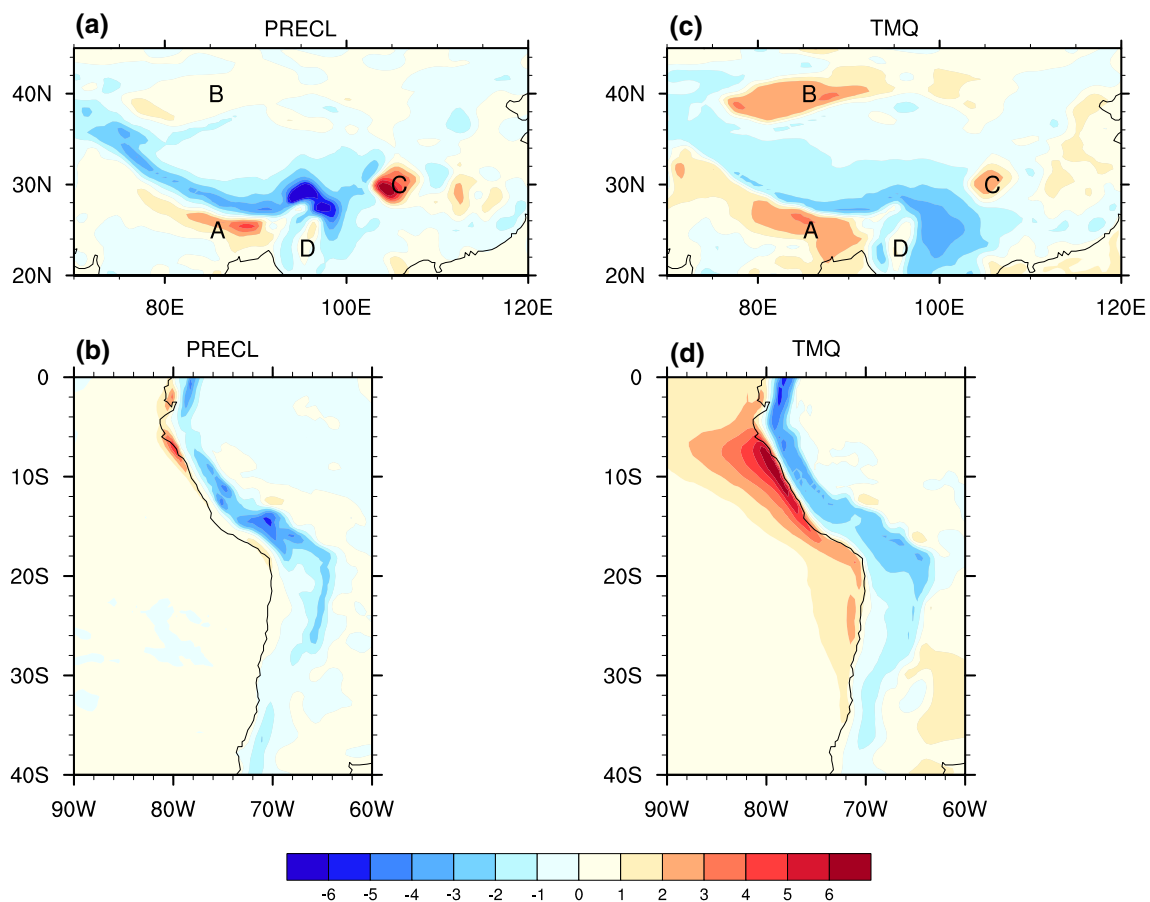 (a) PRECL
40N
30N
20N
80E 100E 120E
A
B
C
D
(c) TMQ
40N
30N
20N
80E 100E 120E
A
B
C
D
(b) PRECL
0
10S
20S
30S
40S
90W 80W 70W 60W
(d) TMQ
0
10S
20S
30S
40S
90W 80W 70W 60W
-6 -5 -4 -3 -2 -1 0 1 2 3 4 5 6